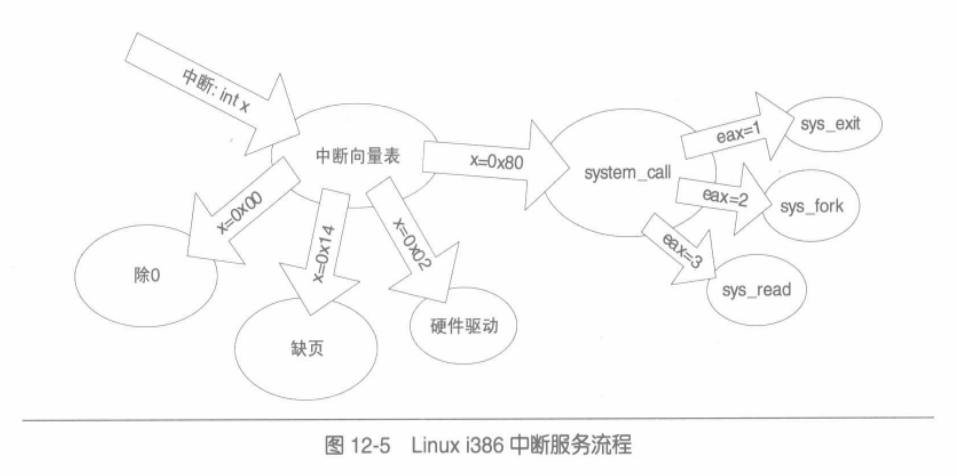 中断: int x
中断向量表
x=0x80
system_call
eax=1
sys_exit
eax=2
sys_fork
eax=3
sys_read
x=0x00
除0
x=0x14
缺页
x=0x02
硬件驱动
图 12-5 Linux i386 中断服务流程